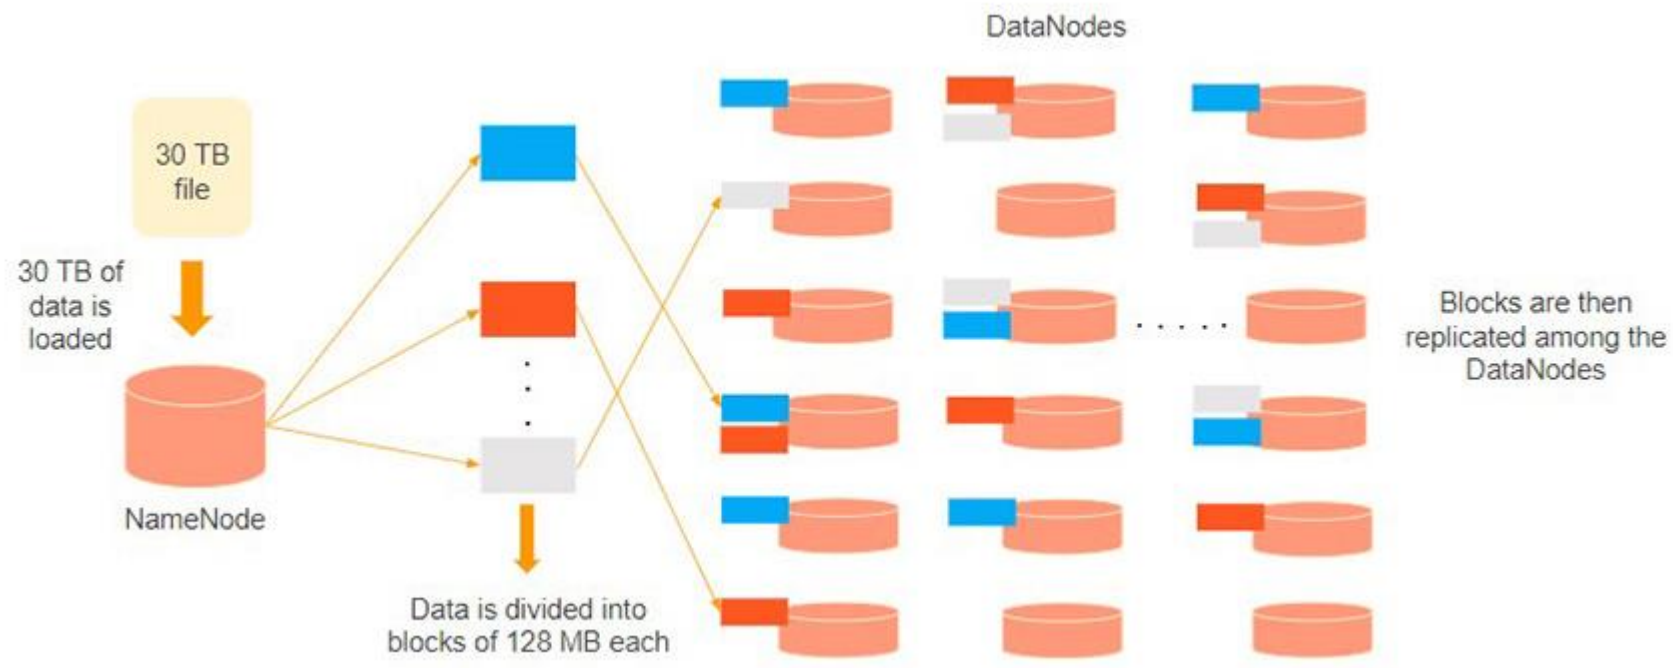 DataNodes
30 TB
file
30 TB of
data is
loaded
NameNode
Data is divided into
blocks of 128 MB each
Blocks are then
replicated among the
DataNodes